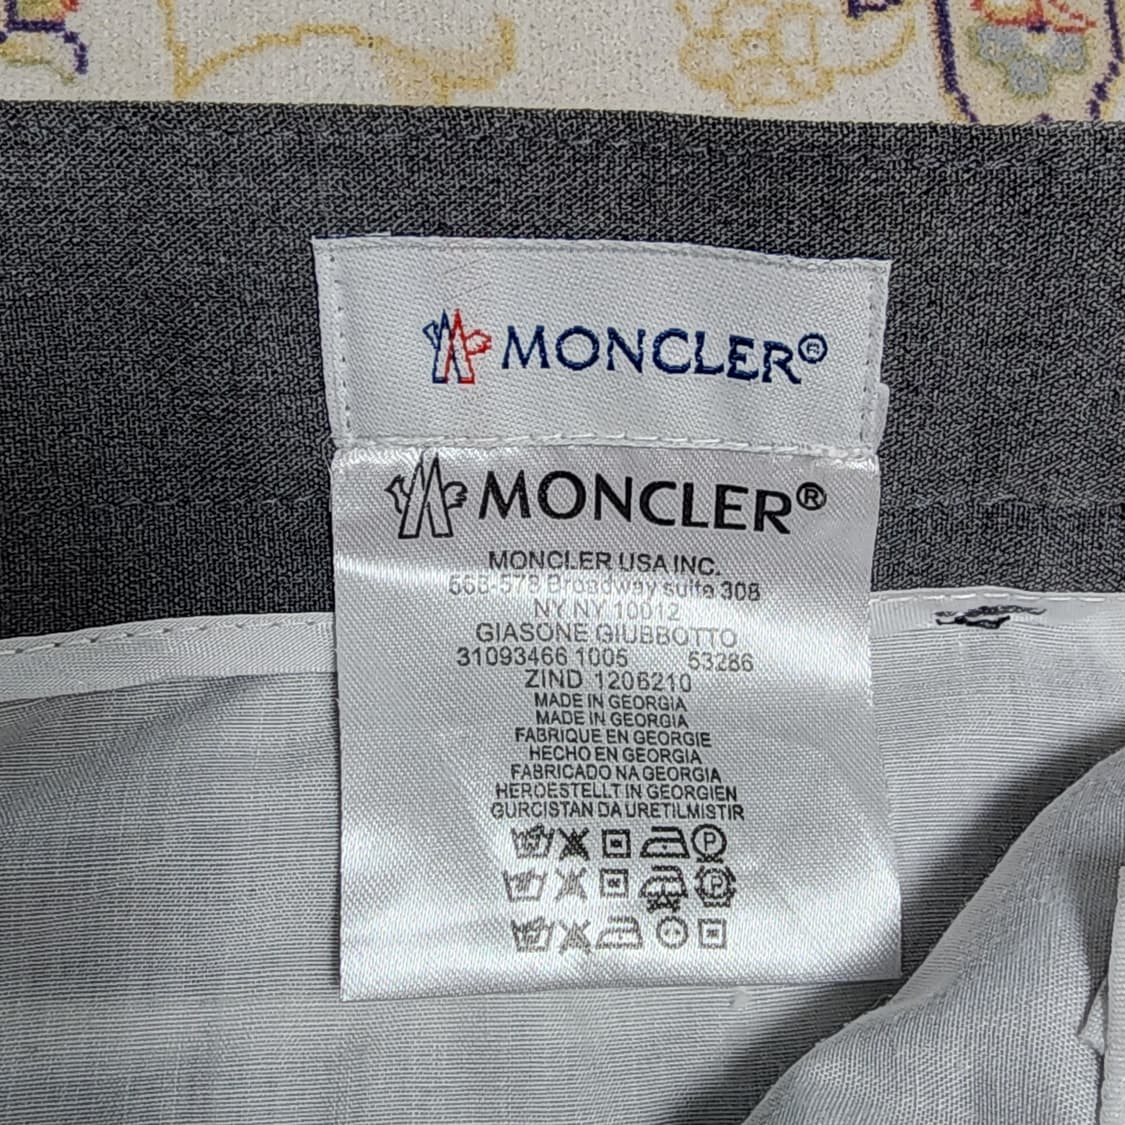 MONCLER®
MONCLER®
MONCLER USA INC.
568-578 Broadway suite 308
NY NY 10012
GIASONE GIUBBOTTO
31093466 1005 53286
ZIND 1206210
MADE IN GEORGIA
MADE IN GEORGIA
FABRIQUE EN GEORGIE
HECHO EN GEORGIA
FABRICADO NA GEORGIA
HEROESTELLT IN GEORGIEN
GURCISTAN DA URETILMISTIR
P
P